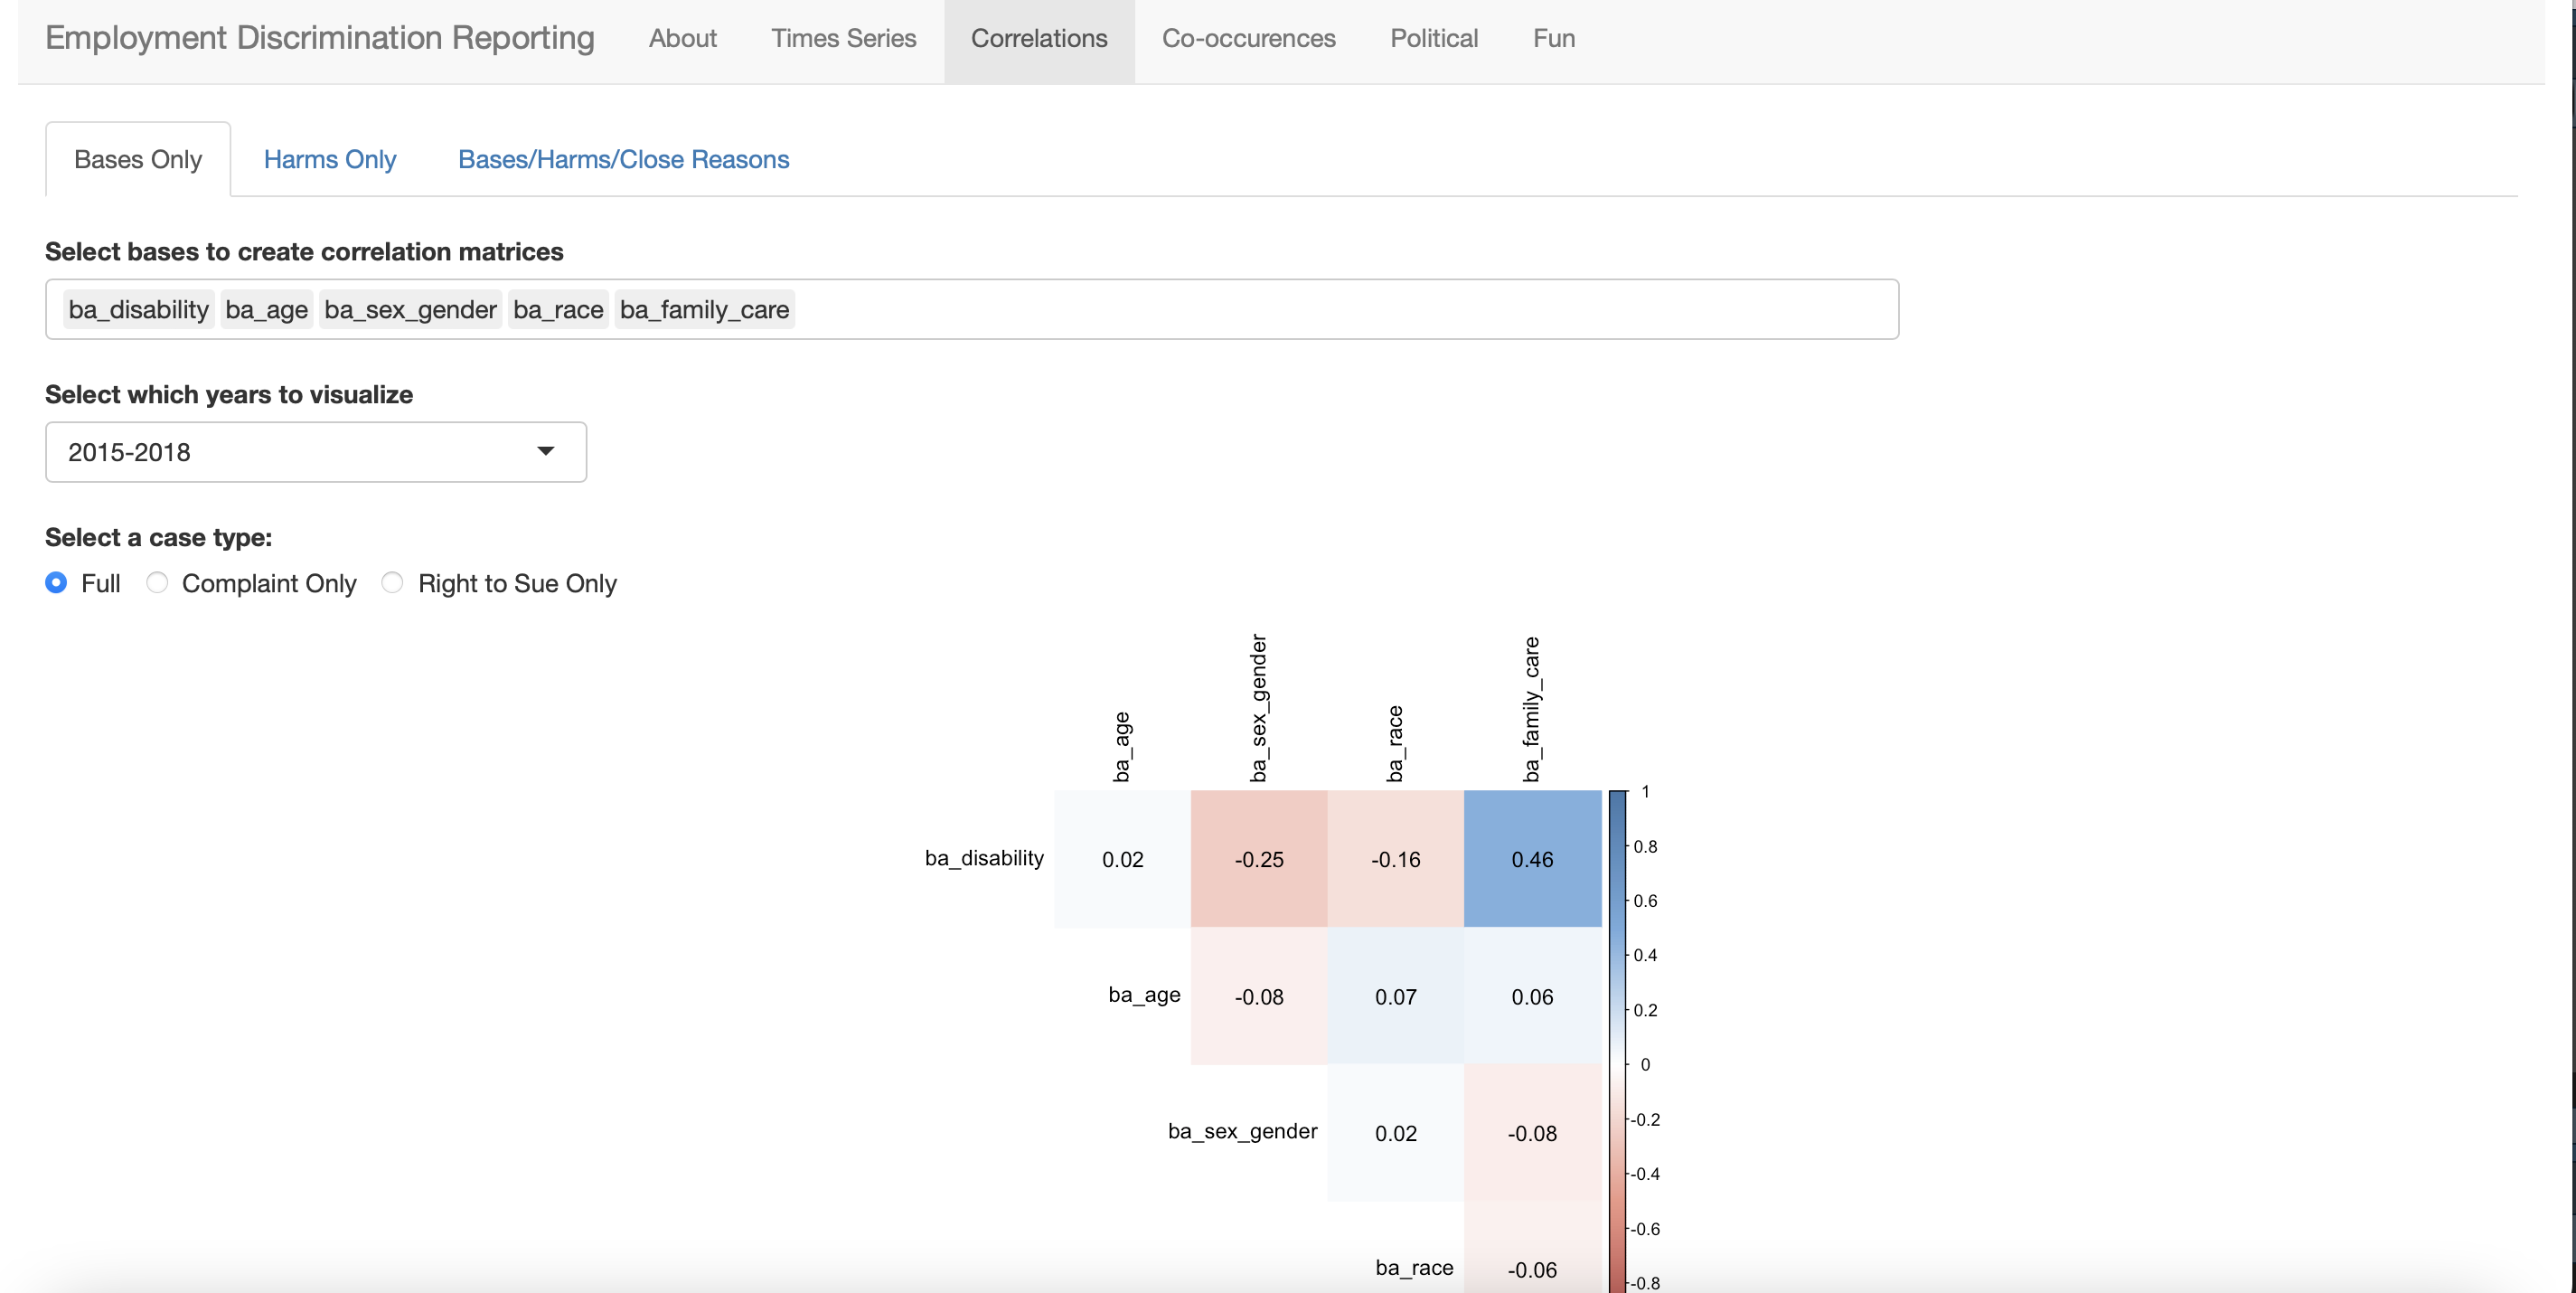 Employment Discrimination Reporting About Times Series Correlations Co-occurences Political Fun
Bases Only Harms Only Bases/Harms/Close Reasons
Select bases to create correlation matrices
ba_disability ba_age ba_sex_gender ba_race ba_family_care
Select which years to visualize
2015-2018
Select a case type:
Full Complaint Only Right to Sue Only
ba_age ba_sex_gender ba_race ba_family_care
1
0.8
ba_disability 0.02 -0.25 -0.16 0.46
0.6
0.4
ba_age -0.08 0.07 0.06
0.2
0
-0.2
ba_sex_gender 0.02 -0.08
-0.4
-0.6
ba_race -0.06
-0.8